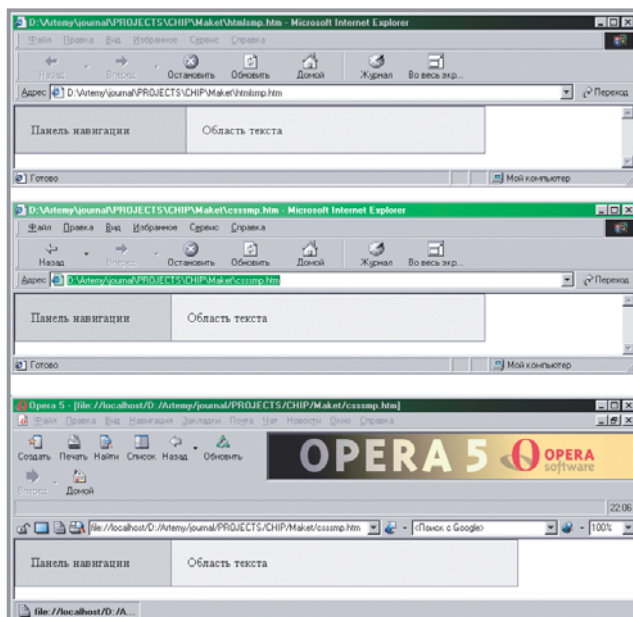 D:\Artemy\journal\PROJECTS\CHIP\Maket\htmlsmp.htm - Microsoft Internet Explorer
Файл Правка Вид Избранное Сервис Справка
Назад Вперед Остановить Обновить Домой Журнал Во весь экр...
Адрес D:\Artemy\journal\PROJECTS\CHIP\Maket\htmlsmp.htm Переход
Панель навигации Область текста
Готово Мой компьютер
D:\Artemy\journal\PROJECTS\CHIP\Maket\csssmp.htm - Microsoft Internet Explorer
Файл Правка Вид Избранное Сервис Справка
Назад Вперед Остановить Обновить Домой Журнал Во весь экр...
Адрес D:\Artemy\journal\PROJECTS\CHIP\Maket\csssmp.htm Переход
Панель навигации Область текста
Готово Мой компьютер
Opera 5 - [file://localhost/D:/Artemy/journal/PROJECTS/CHIP/Maket/csssmp.htm]
Файл Правка Вид Навигация Закладки Почта Чат Новости Окно Справка
Создать Печать Найти Список Назад Обновить OPERA 5 OPERA software
Вперед Домой
22:06
file://localhost/D:/Artemy/journal/PROJECTS/CHIP/Maket/csssmp.htm <Поиск с Google> 100%
Панель навигации Область текста
file://localhost/D:/A...